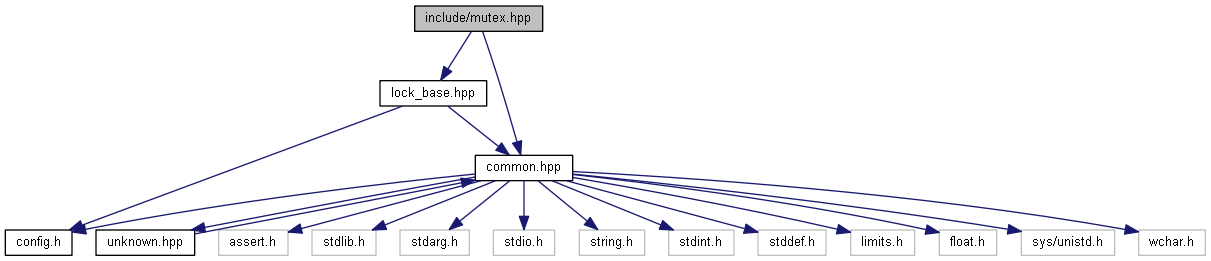 include/mutex.hpp
lock_base.hpp
common.hpp
config.h
unknown.hpp
assert.h
stdlib.h
stdarg.h
stdio.h
string.h
stdint.h
stddef.h
limits.h
float.h
sys/unistd.h
wchar.h